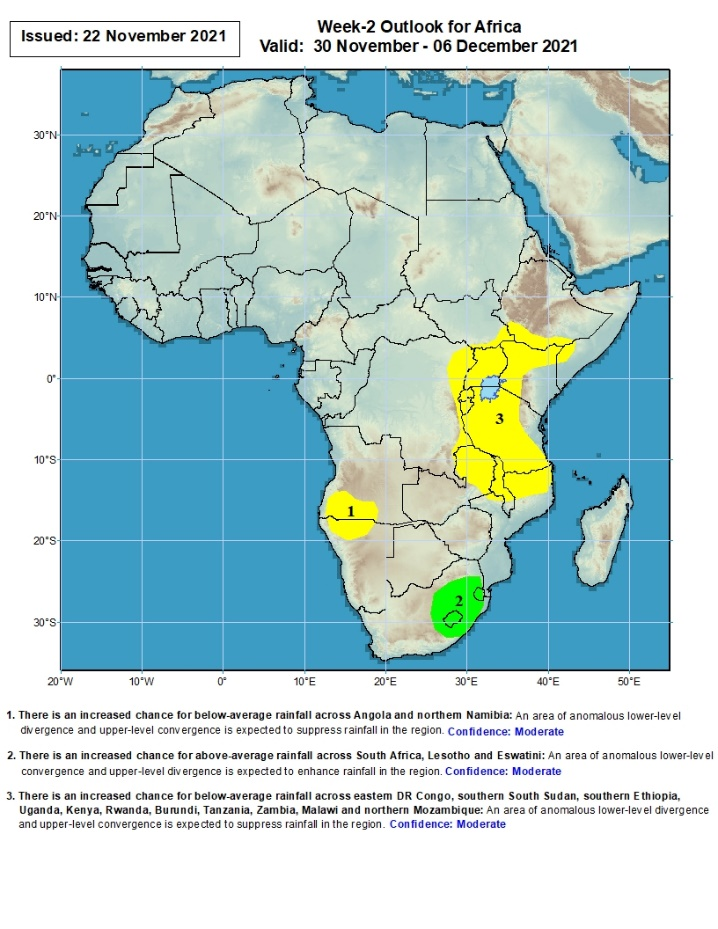 Issued: 22 November 2021
Week-2 Outlook for Africa
Valid: 30 November - 06 December 2021
30°N
20°N
10°N
0°
10°S
20°S
30°S
3
1
2
20°W 10°W 0° 10°E 20°E 30°E 40°E 50°E
1. There is an increased chance for below-average rainfall across Angola and northern Namibia: An area of anomalous lower-level
divergence and upper-level convergence is expected to suppress rainfall in the region. Confidence: Moderate
2. There is an increased chance for above-average rainfall across South Africa, Lesotho and Eswatini: An area of anomalous lower-level
convergence and upper-level divergence is expected to enhance rainfall in the region. Confidence: Moderate
3. There is an increased chance for below-average rainfall across eastern DR Congo, southern South Sudan, southern Ethiopia,
Uganda, Kenya, Rwanda, Burundi, Tanzania, Zambia, Malawi and northern Mozambique: An area of anomalous lower-level divergence
and upper-level convergence is expected to suppress rainfall in the region. Confidence: Moderate